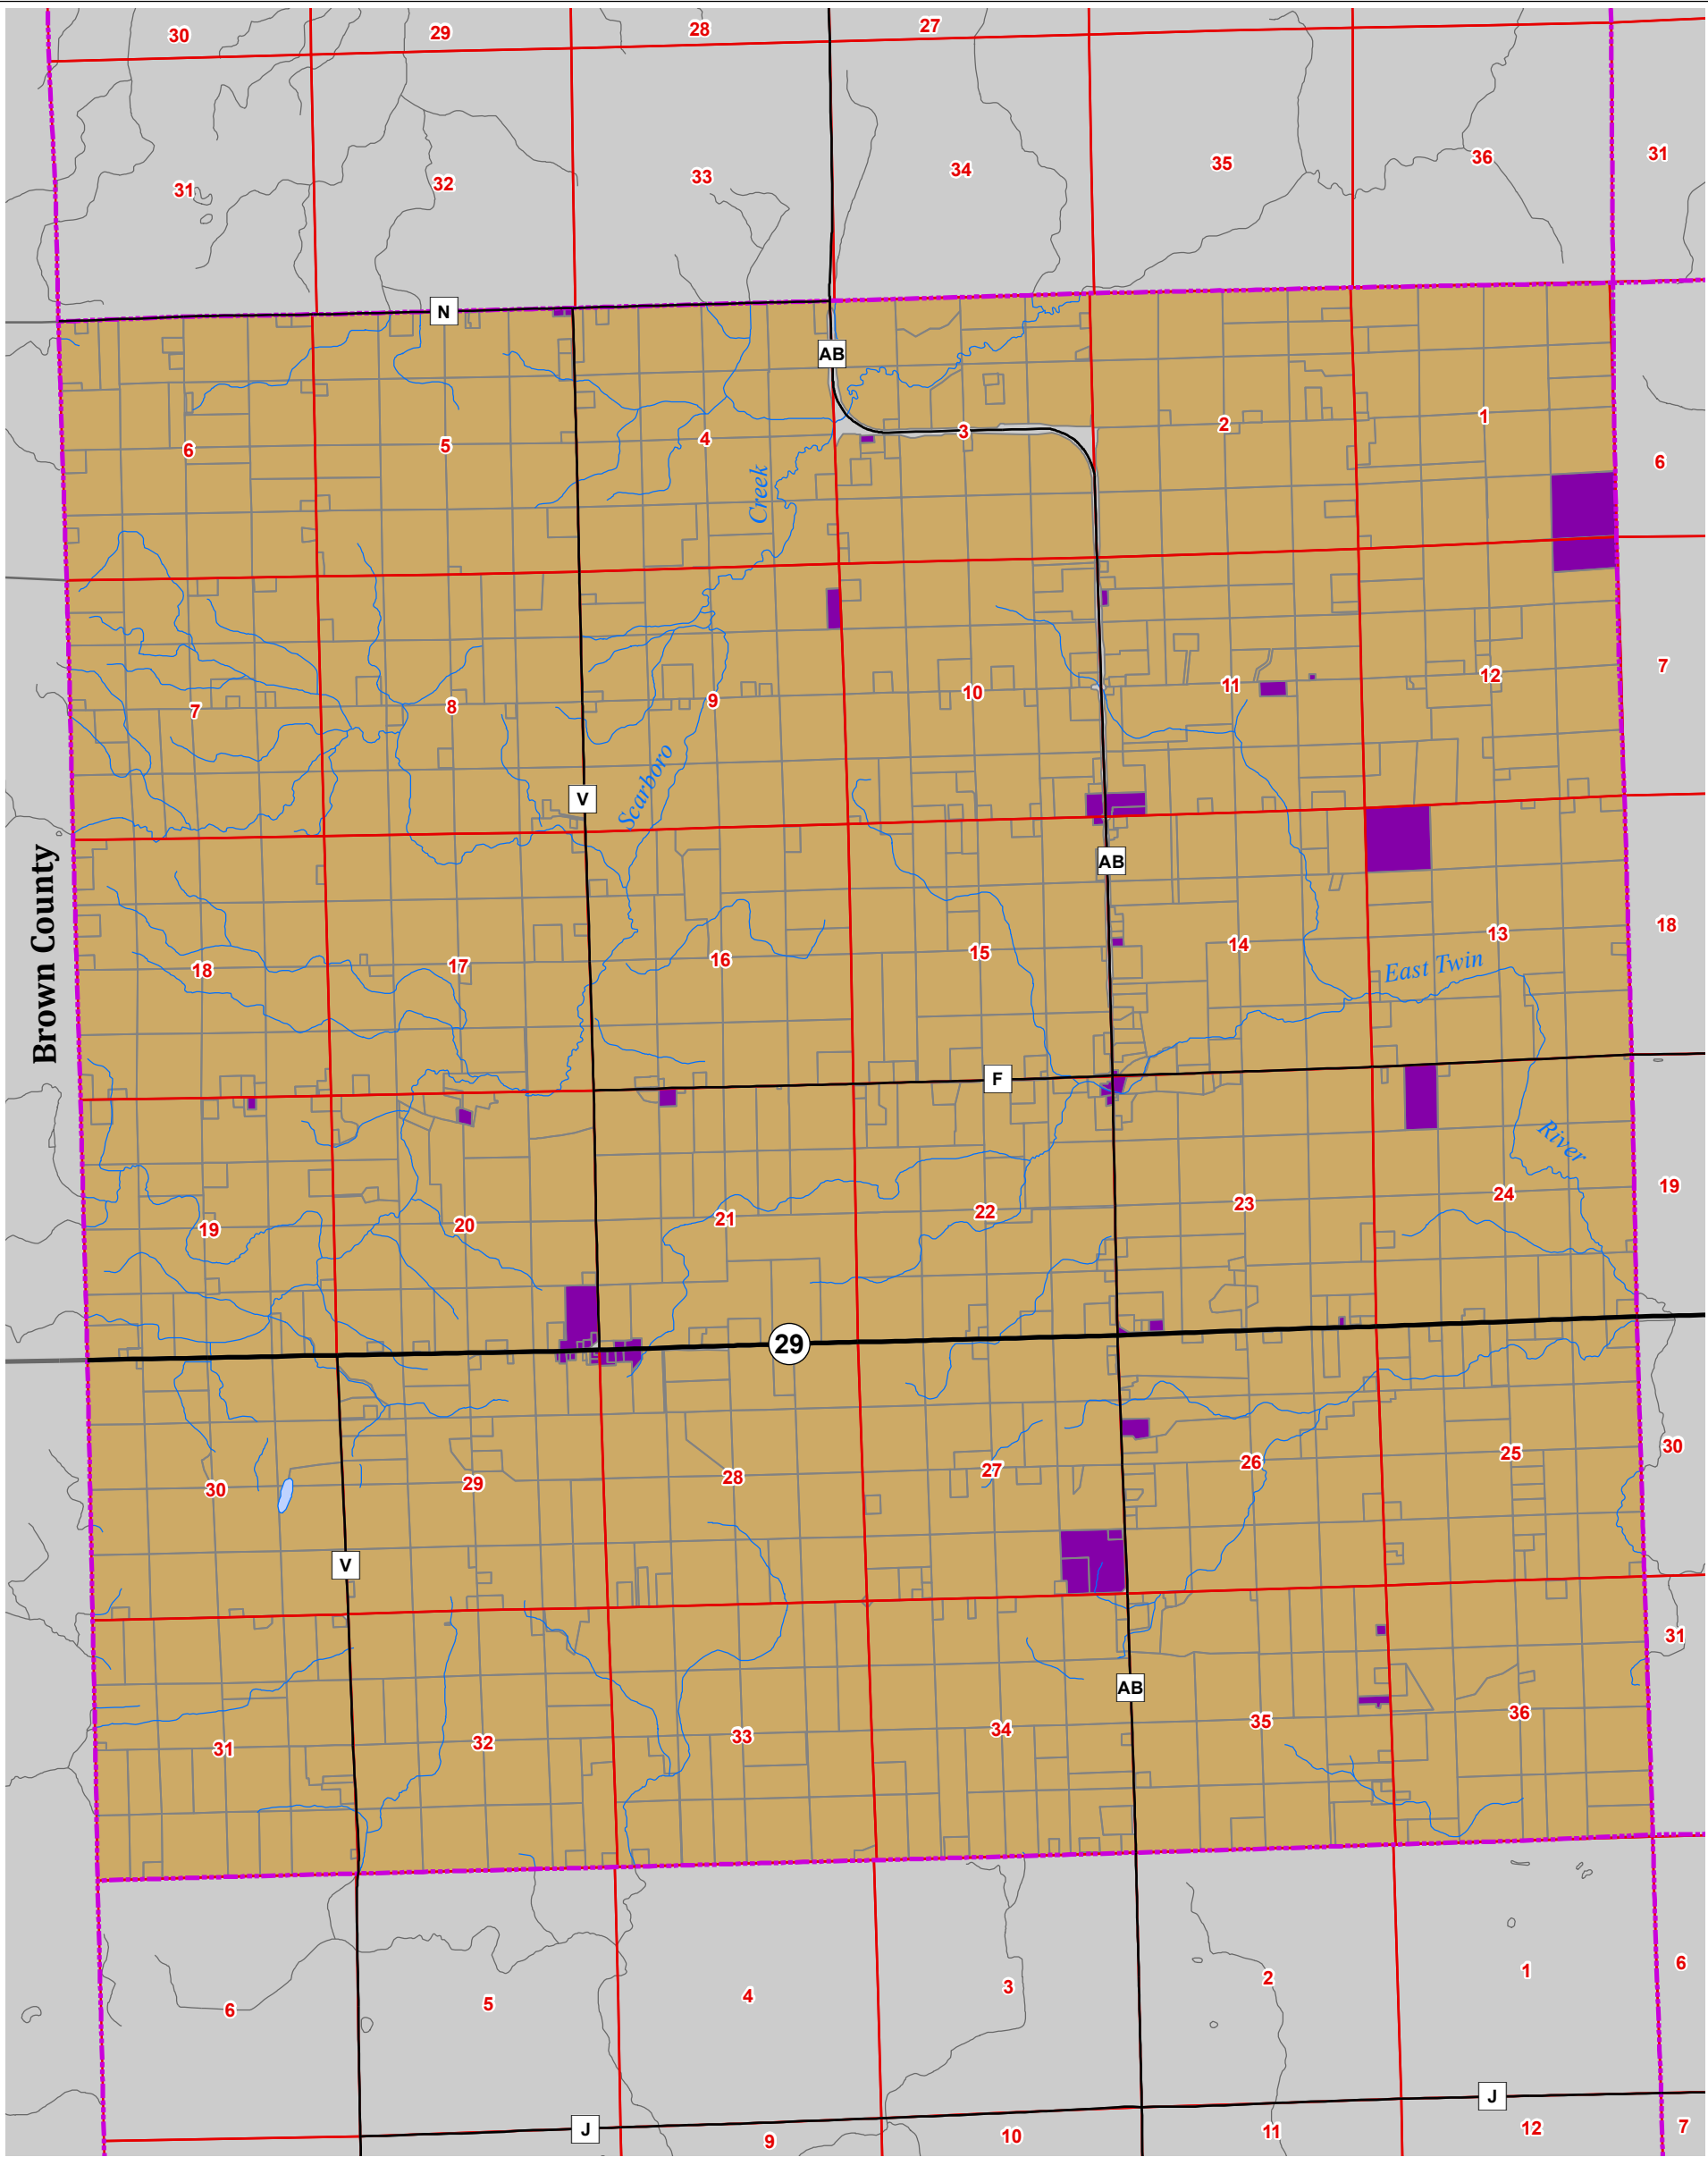 30 29 28 27
31 32 33 34 35 36 31
N
AB
6 5 4 3 2 1 6
Creek
7 8 9 10 11 12 7
V
Scarboro
AB
Brown County
18 17 16 15 14 13 18
East Twin
F
River
19 20 21 22 23 24 19
29
30 29 28 27 26 25 30
V
31
AB
31 32 33 34 35 36
6 5 4 3 2 1 6
J J
9 10 11 12 7